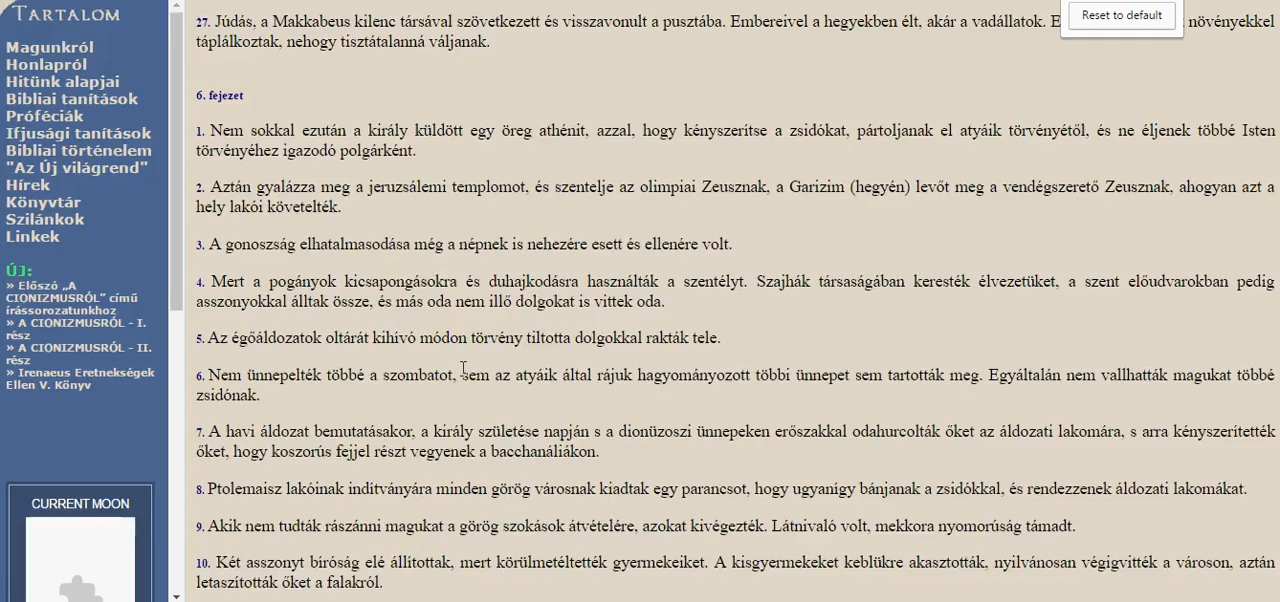 TARTALOM
Magunkról
Honlapról
Hitünk alapjai
Bibliai tanítások
Próféciák
Ifjusági tanítások
Bibliai történelem
"Az Új világrend"
Hírek
Könyvtár
Szilánkok
Linkek
ÚJ:
» Előszó „A
CIONIZMUSRÓL” című
írássorozatunkhoz
» A CIONIZMUSRÓL - I.
rész
» A CIONIZMUSRÓL - II.
rész
» Irenaeus Eretnekségek
Ellen V. Könyv
CURRENT MOON
Reset to default
27. Júdás, a Makkabeus kilenc társával szövetkezett és visszavonult a pusztába. Embereivel a hegyekben élt, akár a vadállatok. növényekkel
táplálkoztak, nehogy tisztátalanná váljanak.
6. fejezet
1. Nem sokkal ezután a király küldött egy öreg athénit, azzal, hogy kényszerítse a zsidókat, pártoljanak el atyáik törvényétől, és ne éljenek többé Isten
törvényéhez igazodó polgárként.
2. Aztán gyalázza meg a jeruzsálemi templomot, és szentelje az olimpiai Zeusznak, a Garizim (hegyén) levőt meg a vendégszerető Zeusznak, ahogyan azt a
hely lakói követelték.
3. A gonoszság elhatalmasodása még a népnek is nehezére esett és ellenére volt.
4. Mert a pogányok kicsapongásokra és duhajkodásra használták a szentélyt. Szajhák társaságában keresték élvezetüket, a szent előudvarokban pedig
asszonyokkal álltak össze, és más oda nem illő dolgokat is vittek oda.
5. Az égőáldozatok oltárát kihívó módon törvény tiltotta dolgokkal rakták tele.
6. Nem ünnepelték többé a szombatot, sem az atyáik által rájuk hagyományozott többi ünnepet sem tartották meg. Egyáltalán nem vallhatták magukat többé
zsidónak.
7. A havi áldozat bemutatásakor, a király születése napján s a dionüzoszi ünnepeken erőszakkal odahurcolták őket az áldozati lakomára, s arra kényszerítették
őket, hogy koszorús fejjel részt vegyenek a bacchanáliákon.
8. Ptolemaisz lakóinak indítványára minden görög városnak kiadtak egy parancsot, hogy ugyanígy bánjanak a zsidókkal, és rendezzenek áldozati lakomákat.
9. Akik nem tudták rászánni magukat a görög szokások átvételére, azokat kivégezték. Látnivaló volt, mekkora nyomorúság támadt.
10. Két asszonyt bíróság elé állítottak, mert körülmetéltették gyermekeiket. A kisgyermekeket keblükre akasztották, nyilvánosan végigvitték a városon, aztán
letaszították őket a falakról.